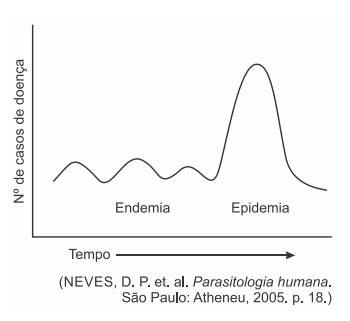 Nº de casos de doença
Endemia
Epidemia
Tempo
(NEVES, D. P. et. al. Parasitologia humana.
São Paulo: Atheneu, 2005. p. 18.)